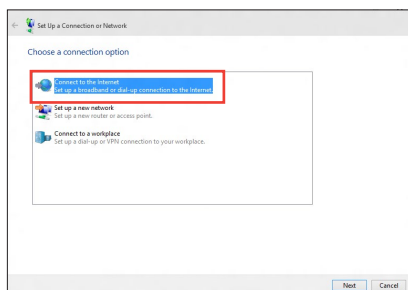 Set Up a Connection or Network
Choose a connection option
Connect to the Internet
Set up a broadband or dial-up connection to the Internet.
Set up a new network
Set up a new router or access point.
Connect to a workplace
Set up a dial-up or VPN connection to your workplace.
Next Cancel